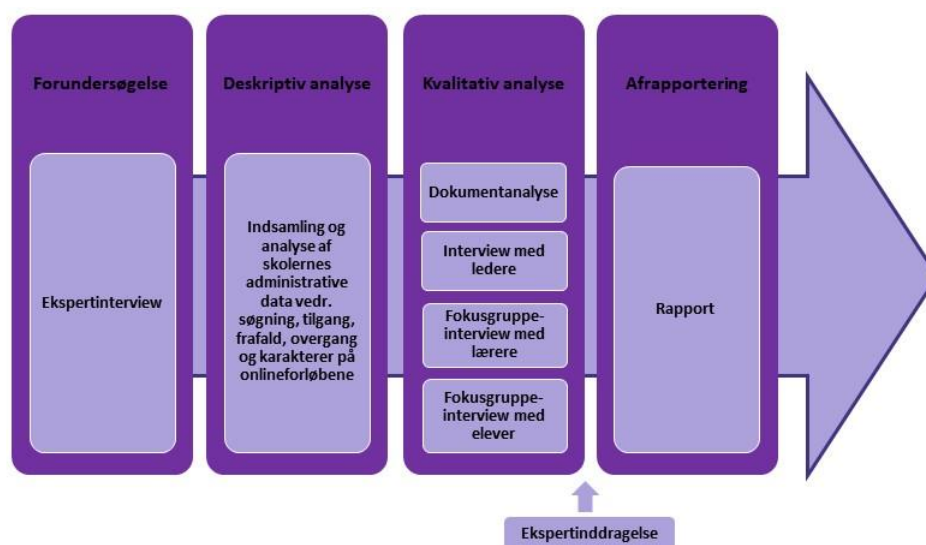 Forundersøgelse
Ekspertinterview
Deskriptiv analyse
Indsamling og
analyse af
skolernes
administrative
data vedr.
søgning, tilgang,
frafald, overgang
og karakterer på
onlineforløbene
Kvalitativ analyse
Dokumentanalyse
Interview med
ledere
Fokusgruppe-
interview med
lærere
Fokusgruppe-
interview med
elever
Afrapportering
Rapport
Ekspertinddragelse